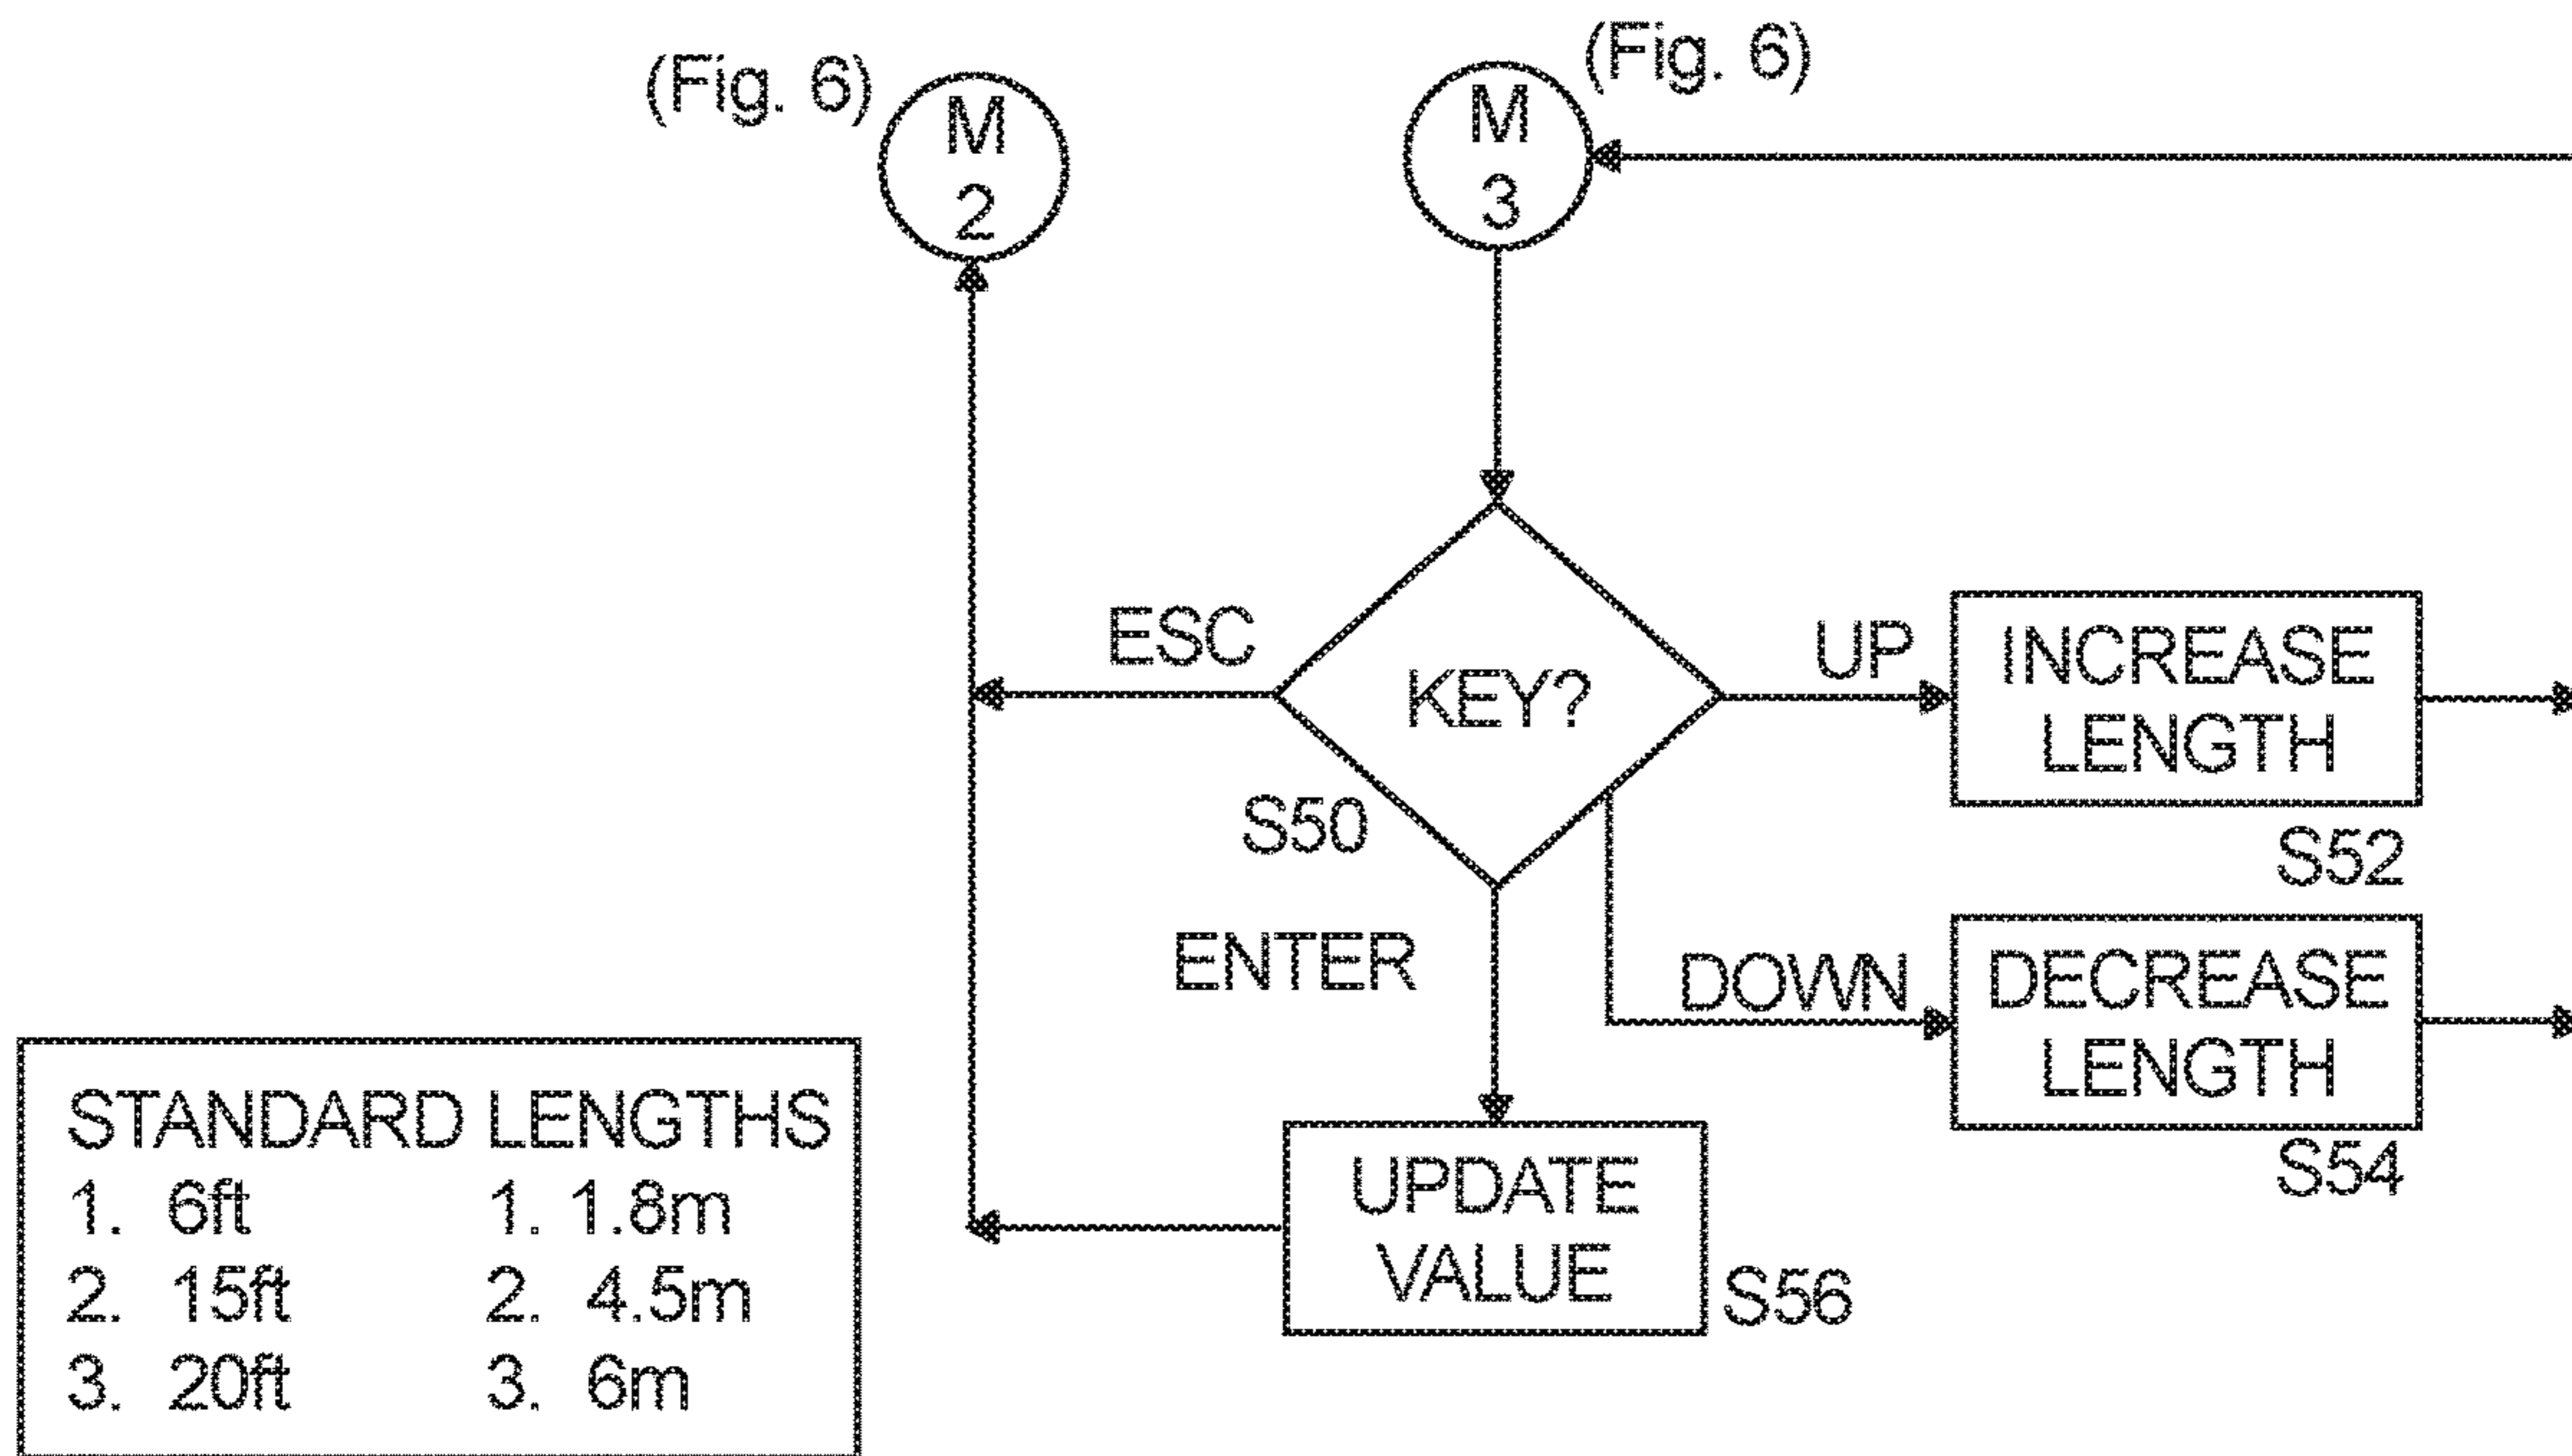 (Fig. 6)
M
2
(Fig. 6)
M
3
ESC
KEY?
UP
INCREASE
LENGTH
S50
S52
ENTER
DOWN
DECREASE
LENGTH
S54
UPDATE
VALUE
S56
STANDARD LENGTHS
1. 6ft 1. 1.8m
2. 15ft 2. 4.5m
3. 20ft 3. 6m